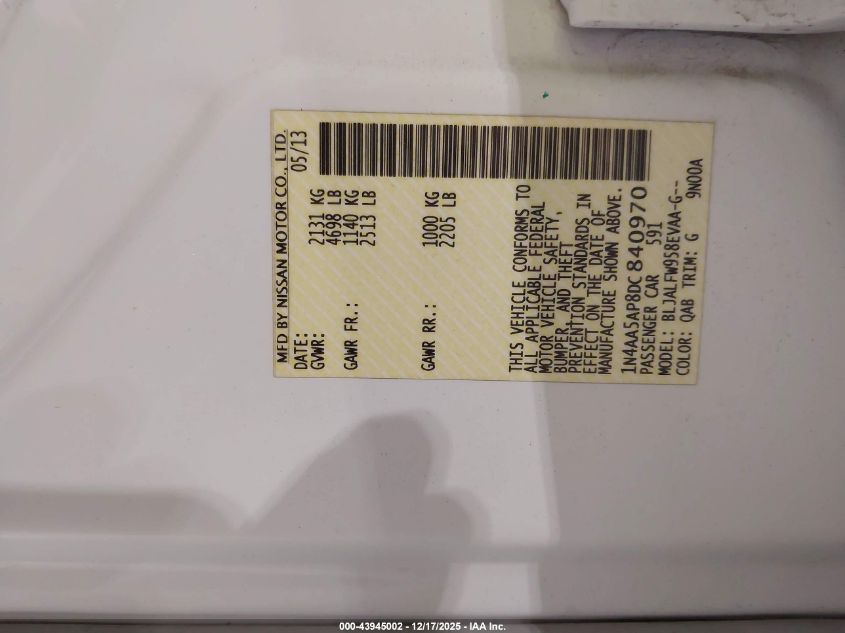 MFD BY NISSAN MOTOR CO., LTD.
DATE: 05/13
GVWR: 2131 KG
4698 LB
GAWR FR.: 1140 KG
2513 LB
GAWR RR.: 1000 KG
2205 LB
THIS VEHICLE CONFORMS TO
ALL APPLICABLE FEDERAL
MOTOR VEHICLE SAFETY,
BUMPER, AND THEFT
PREVENTION STANDARDS IN
EFFECT ON THE DATE OF
MANUFACTURE SHOWN ABOVE.
1N4AA5AP8DC840970
PASSENGER CAR 591
MODEL: BLJALFW958EVAA-G--
COLOR: QAB TRIM: G 9N00A
000-43945002 - 12/17/2025 - IAA Inc.